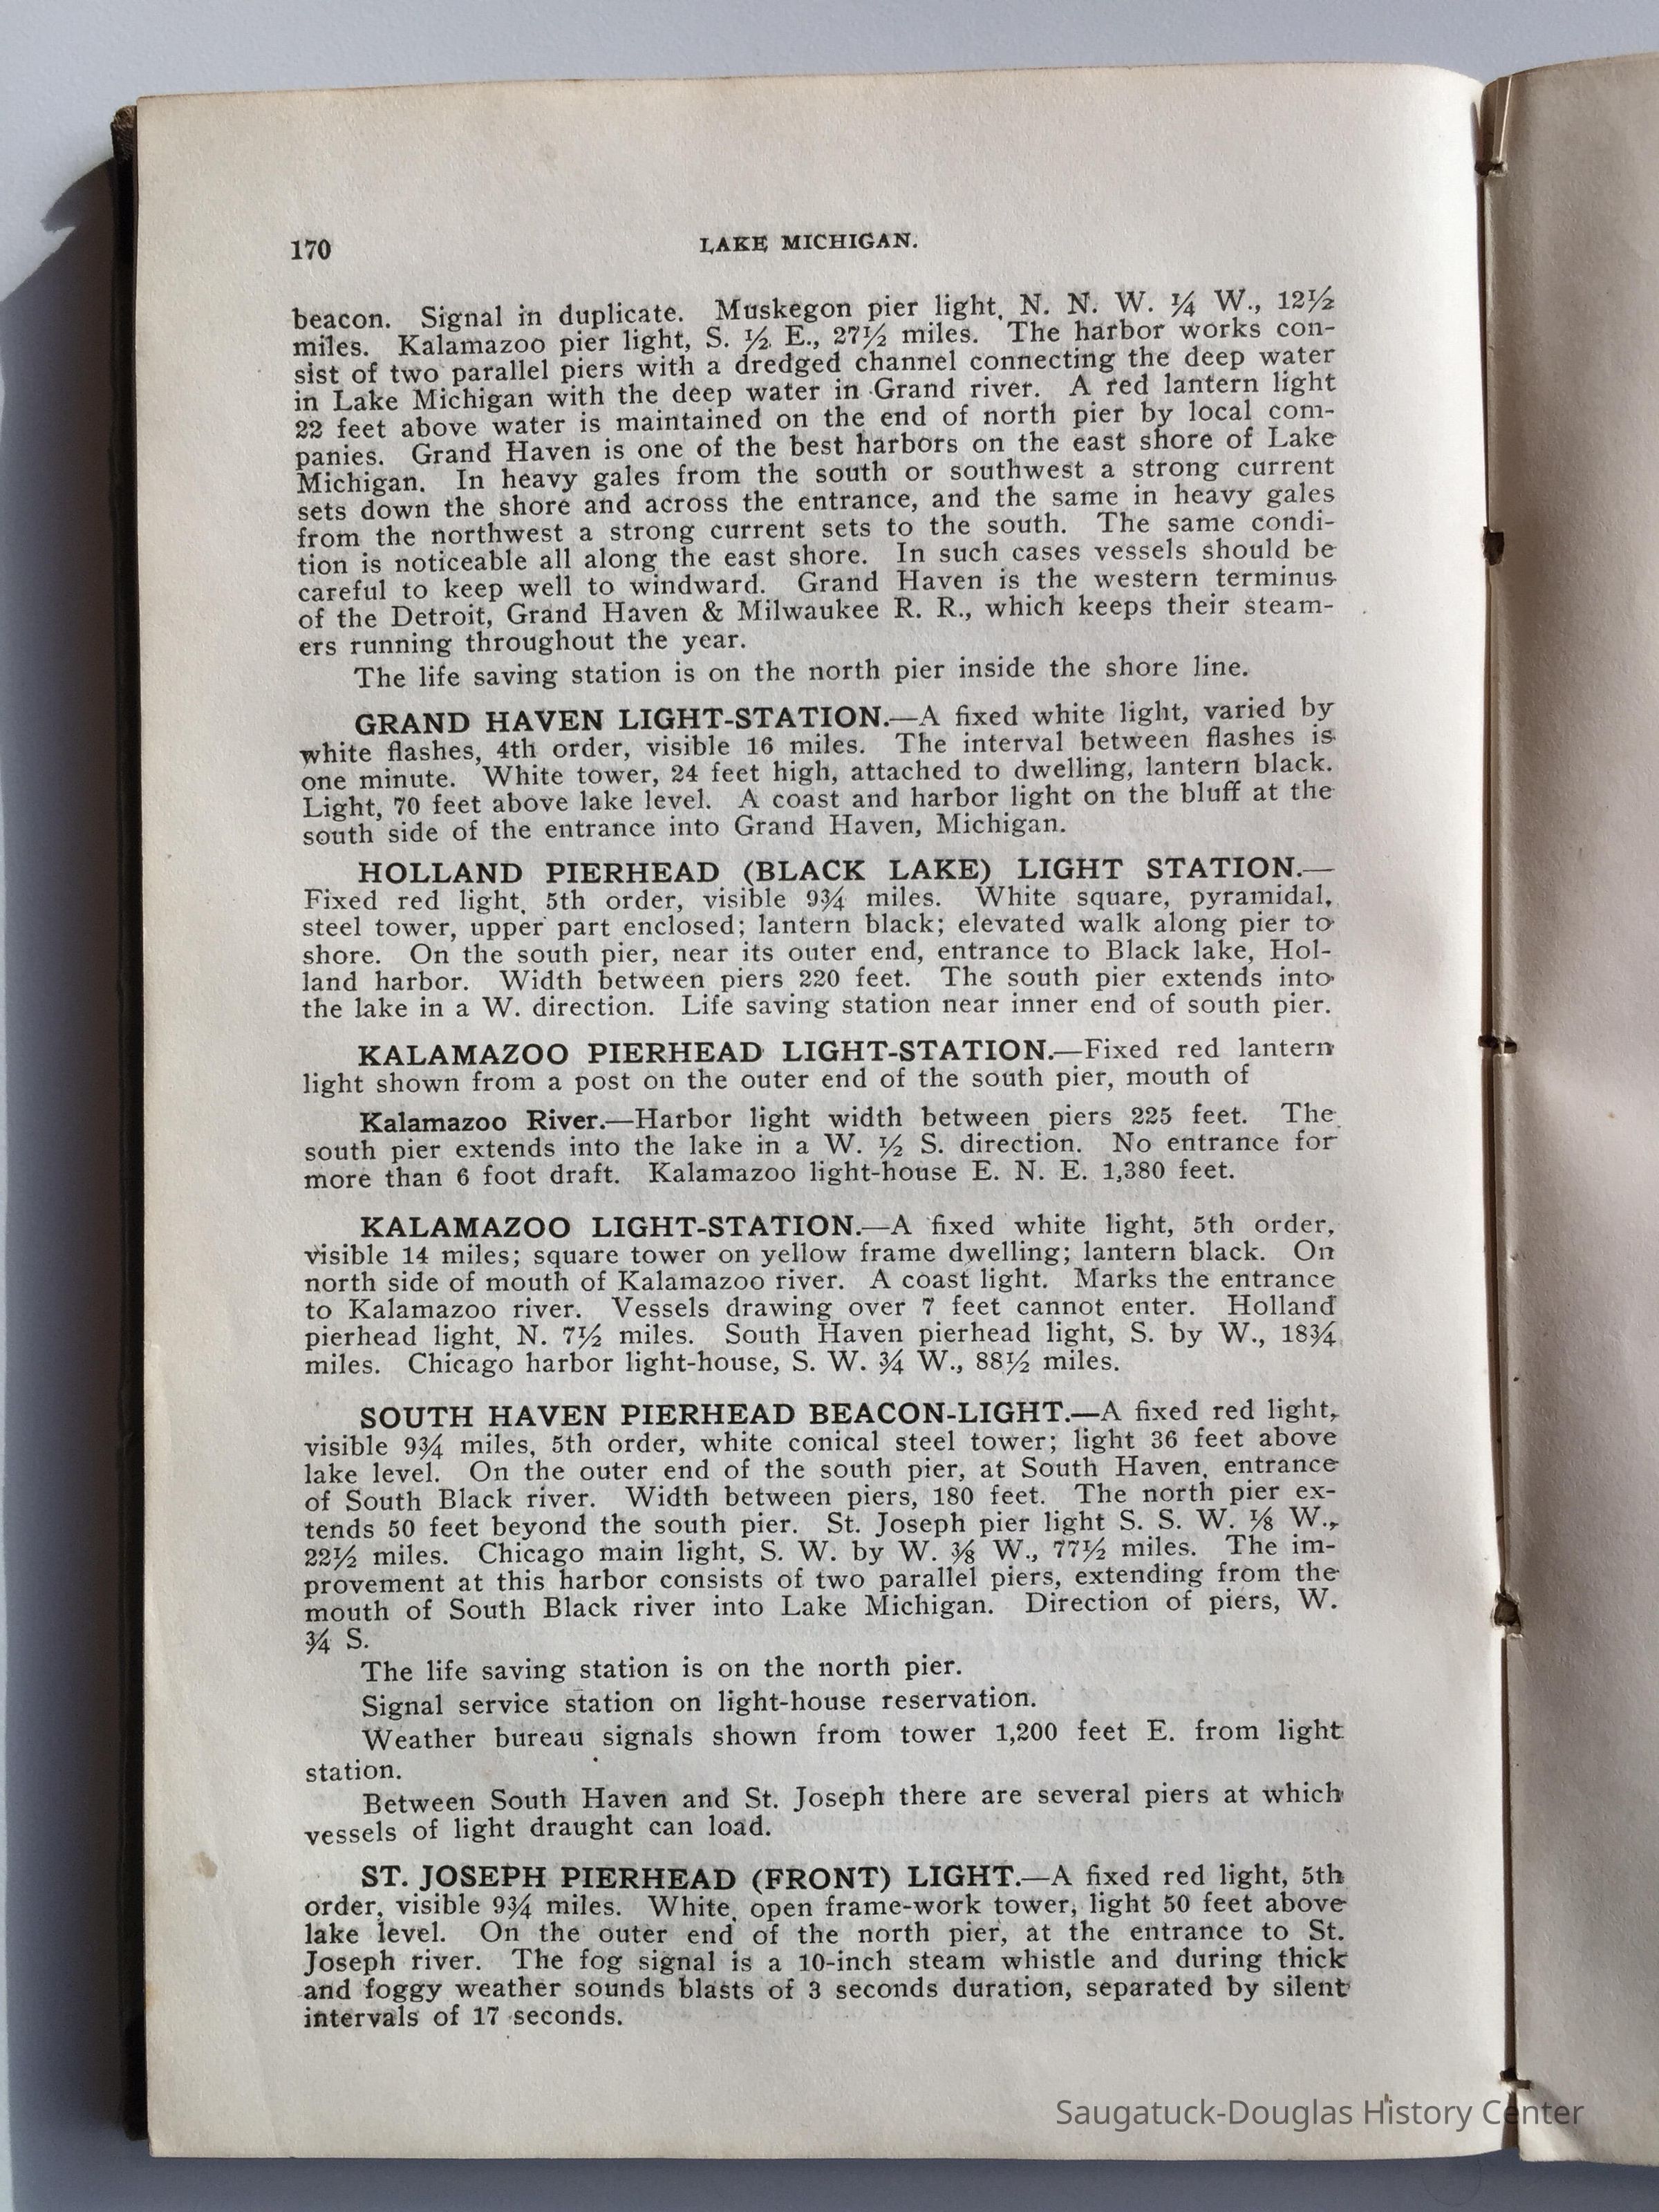 170
LAKE MICHIGAN.
beacon. Signal in duplicate. Muskegon pier light, N. N. W. ¼ W., 12½
miles. Kalamazoo pier light, S. ½ E., 27½ miles. The harbor works con-
sist of two parallel piers with a dredged channel connecting the deep water
in Lake Michigan with the deep water in Grand river. A red lantern light
22 feet above water is maintained on the end of north pier by local com-
panies. Grand Haven is one of the best harbors on the east shore of Lake
Michigan. In heavy gales from the south or southwest a strong current
sets down the shore and across the entrance, and the same in heavy gales
from the northwest a strong current sets to the south. The same condi-
tion is noticeable all along the east shore. In such cases vessels should be
careful to keep well to windward. Grand Haven is the western terminus
of the Detroit, Grand Haven & Milwaukee R. R., which keeps their steam-
ers running throughout the year.
The life saving station is on the north pier inside the shore line.
GRAND HAVEN LIGHT-STATION.—A fixed white light, varied by
white flashes, 4th order, visible 16 miles. The interval between flashes is
one minute. White tower, 24 feet high, attached to dwelling, lantern black.
Light, 70 feet above lake level. A coast and harbor light on the bluff at the
south side of the entrance into Grand Haven, Michigan.
HOLLAND PIERHEAD (BLACK LAKE) LIGHT STATION.—
Fixed red light, 5th order, visible 9¾ miles. White square, pyramidal,
steel tower, upper part enclosed; lantern black; elevated walk along pier to
shore. On the south pier, near its outer end, entrance to Black lake, Hol-
land harbor. Width between piers 220 feet. The south pier extends into
the lake in a W. direction. Life saving station near inner end of south pier.
KALAMAZOO PIERHEAD LIGHT-STATION.—Fixed red lantern
light shown from a post on the outer end of the south pier, mouth of
Kalamazoo River.—Harbor light width between piers 225 feet. The
south pier extends into the lake in a W. ½ S. direction. No entrance for
more than 6 foot draft. Kalamazoo light-house E. N. E. 1,380 feet.
KALAMAZOO LIGHT-STATION.—A fixed white light, 5th order,
visible 14 miles; square tower on yellow frame dwelling; lantern black. On
north side of mouth of Kalamazoo river. A coast light. Marks the entrance
to Kalamazoo river. Vessels drawing over 7 feet cannot enter. Holland
pierhead light, N. 7½ miles. South Haven pierhead light, S. by W., 18¾
miles. Chicago harbor light-house, S. W. ¾ W., 88½ miles.
SOUTH HAVEN PIERHEAD BEACON-LIGHT.—A fixed red light,
visible 9¾ miles, 5th order, white conical steel tower; light 36 feet above
lake level. On the outer end of the south pier, at South Haven, entrance
of South Black river. Width between piers, 180 feet. The north pier ex-
tends 50 feet beyond the south pier. St. Joseph pier light S. S. W. ⅛ W.,
22½ miles. Chicago main light, S. W. by W. ⅜ W., 77½ miles. The im-
provement at this harbor consists of two parallel piers, extending from the
mouth of South Black river into Lake Michigan. Direction of piers, W.
¾ S.
The life saving station is on the north pier.
Signal service station on light-house reservation.
Weather bureau signals shown from tower 1,200 feet E. from light
station.
Between South Haven and St. Joseph there are several piers at which
vessels of light draught can load.
ST. JOSEPH PIERHEAD (FRONT) LIGHT.—A fixed red light, 5th
order, visible 9¾ miles. White, open frame-work tower, light 50 feet above
lake level. On the outer end of the north pier, at the entrance to St.
Joseph river. The fog signal is a 10-inch steam whistle and during thick
and foggy weather sounds blasts of 3 seconds duration, separated by silent
intervals of 17 seconds.
Saugatuck-Douglas History Center